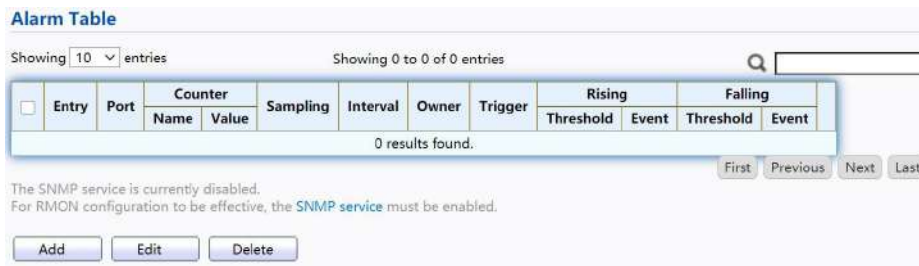 Alarm Table
Showing 10 entries Showing 0 to 0 of 0 entries
Entry Port Counter Sampling Interval Owner Trigger Rising Falling
Name Value Threshold Event Threshold Event
0 results found.
First Previous Next Last
The SNMP service is currently disabled.
For RMON configuration to be effective, the SNMP service must be enabled.
Add Edit Delete